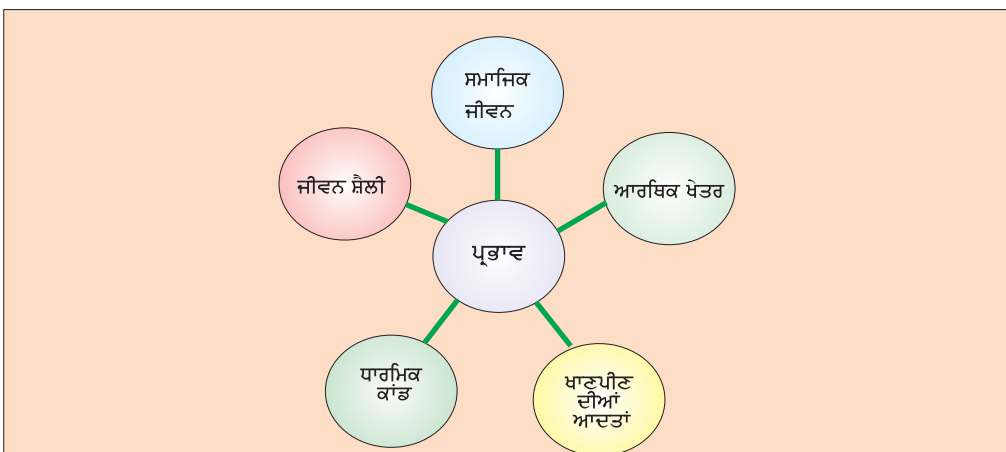 ਸਮਾਜਿਕ
ਜੀਵਨ
ਜੀਵਨ ਸ਼ੈਲੀ
ਆਰਥਿਕ ਖੇਤਰ
ਪ੍ਰਭਾਵ
ਧਾਰਮਿਕ
ਕਾਂਡ
ਖਾਣਪੀਣ
ਦੀਆਂ
ਆਦਤਾਂ